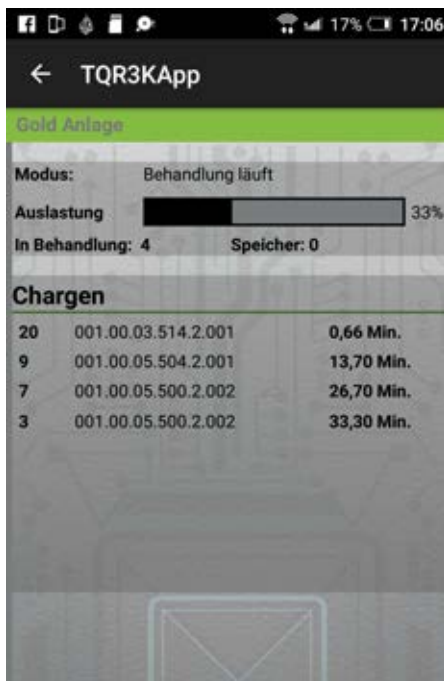 17% 17:06
TQR3KApp
Gold Anlage
Modus: Behandlung läuft
Auslastung 33%
In Behandlung: 4 Speicher: 0
Chargen
20 001.00.03.514.2.001 0,66 Min.
9 001.00.05.504.2.001 13,70 Min.
7 001.00.05.500.2.002 26,70 Min.
3 001.00.05.500.2.002 33,30 Min.